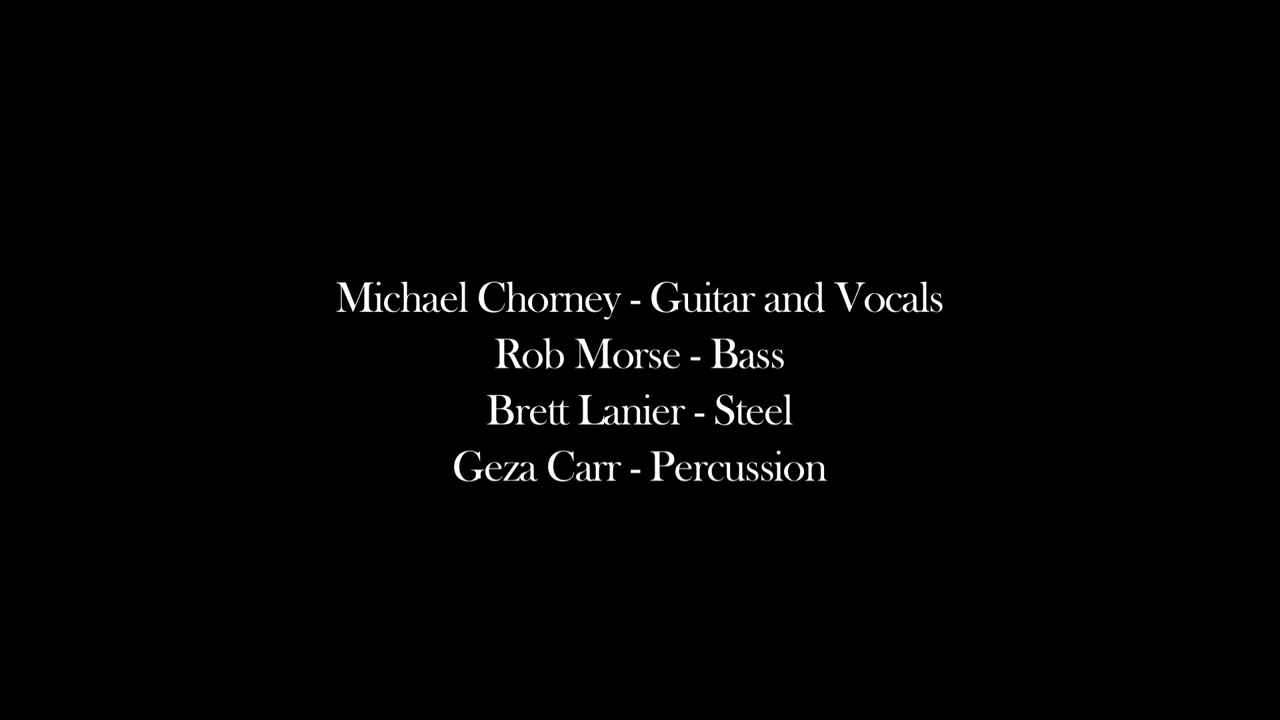 Michael Chorney - Guitar and Vocals
Rob Morse - Bass
Brett Lanier - Steel
Geza Carr - Percussion